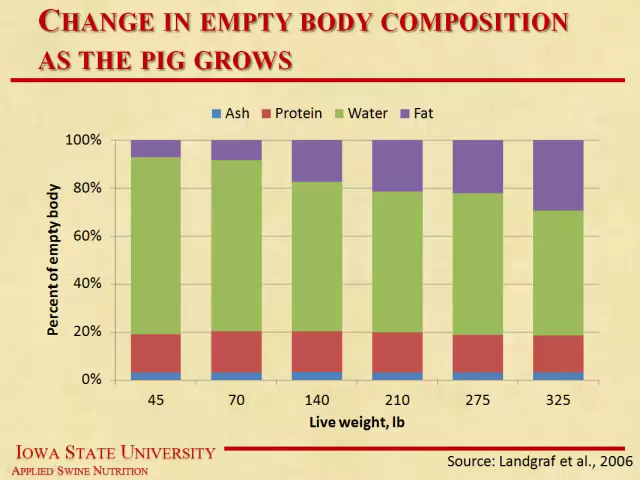 CHANGE IN EMPTY BODY COMPOSITION
AS THE PIG GROWS
Ash Protein Water Fat
100%
80%
60%
40%
20%
0%
Percent of empty body
45 70 140 210 275 325
Live weight, lb
IOWA STATE UNIVERSITY
APPLIED SWINE NUTRITION
Source: Landgraf et al., 2006